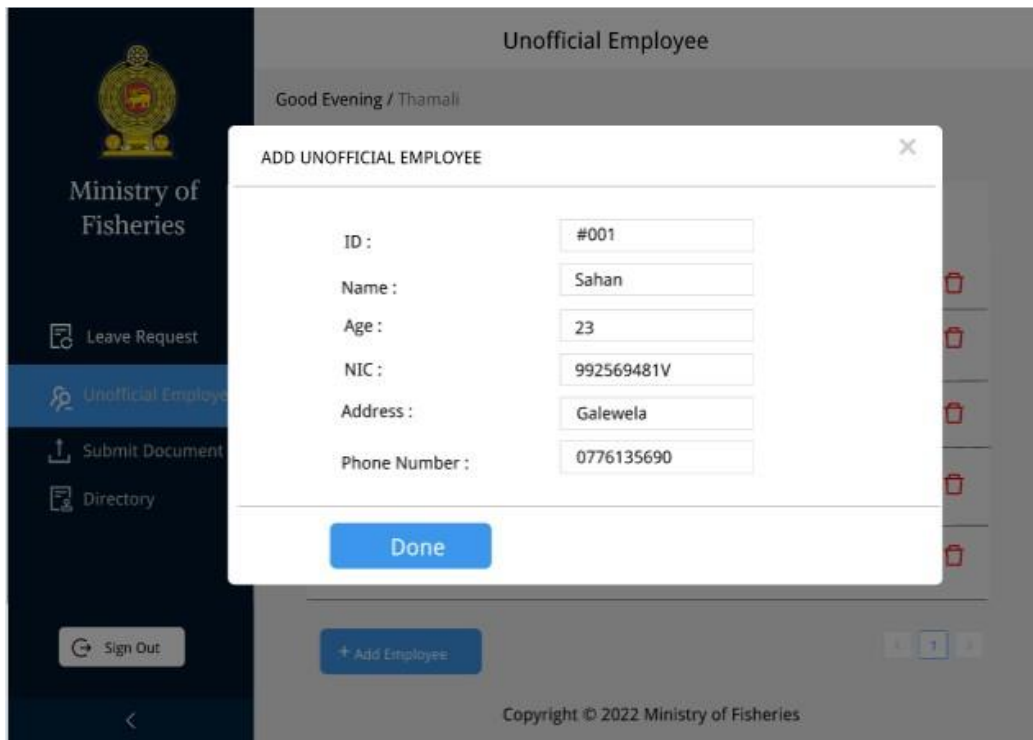 Unofficial Employee
Good Evening / Thamali
Ministry of
Fisheries
Leave Request
Unofficial Employe
Submit Document
Directory
Sign Out
ADD UNOFFICIAL EMPLOYEE
ID : #001
Name : Sahan
Age : 23
NIC : 992569481V
Address : Galewela
Phone Number : 0776135690
Done
+ Add Employee
1
Copyright © 2022 Ministry of Fisheries